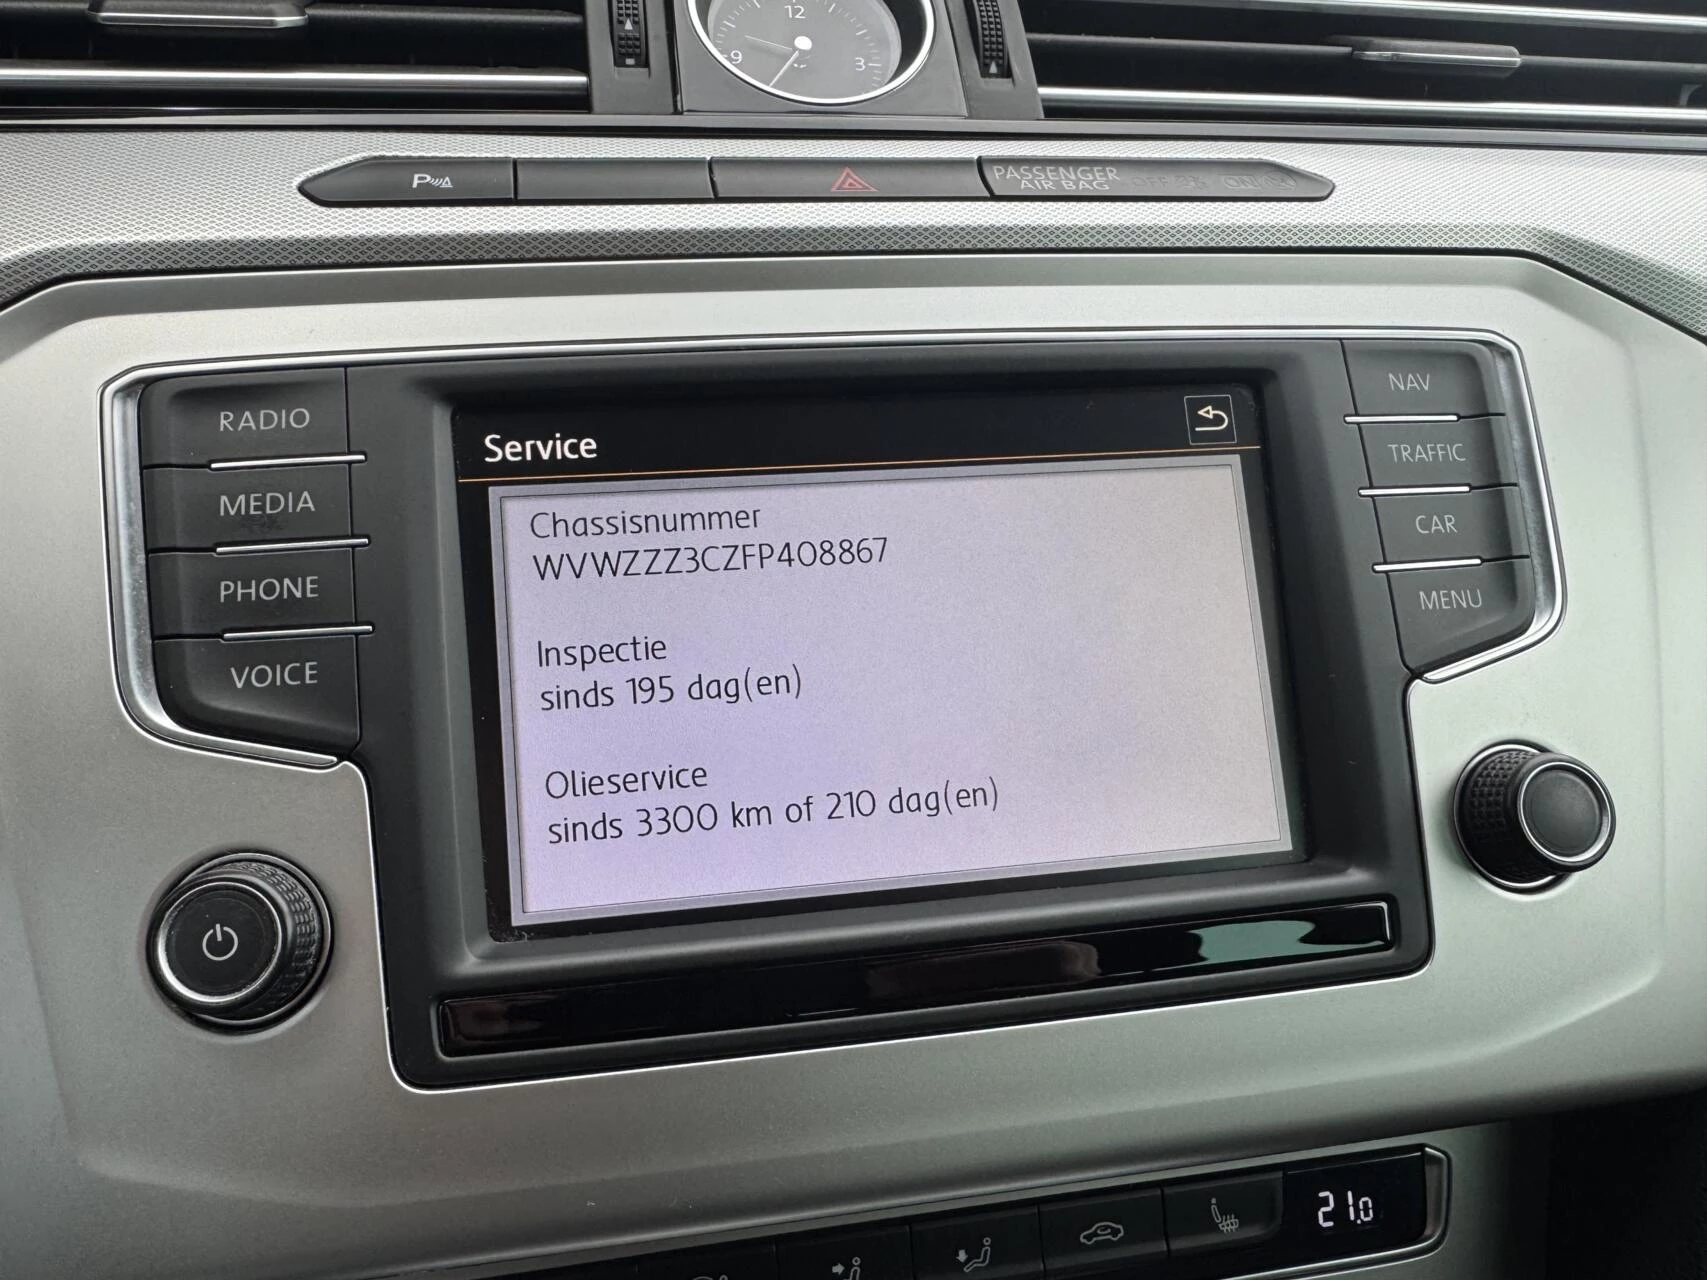 12
9
3
P
PASSENGER
AIR BAG OFF ON
RADIO
MEDIA
PHONE
VOICE
Service
Chassisnummer
WVWZZZ3CZFP408867
Inspectie
sinds 195 dag(en)
Olieservice
sinds 3300 km of 210 dag(en)
NAV
TRAFFIC
CAR
MENU
21.0